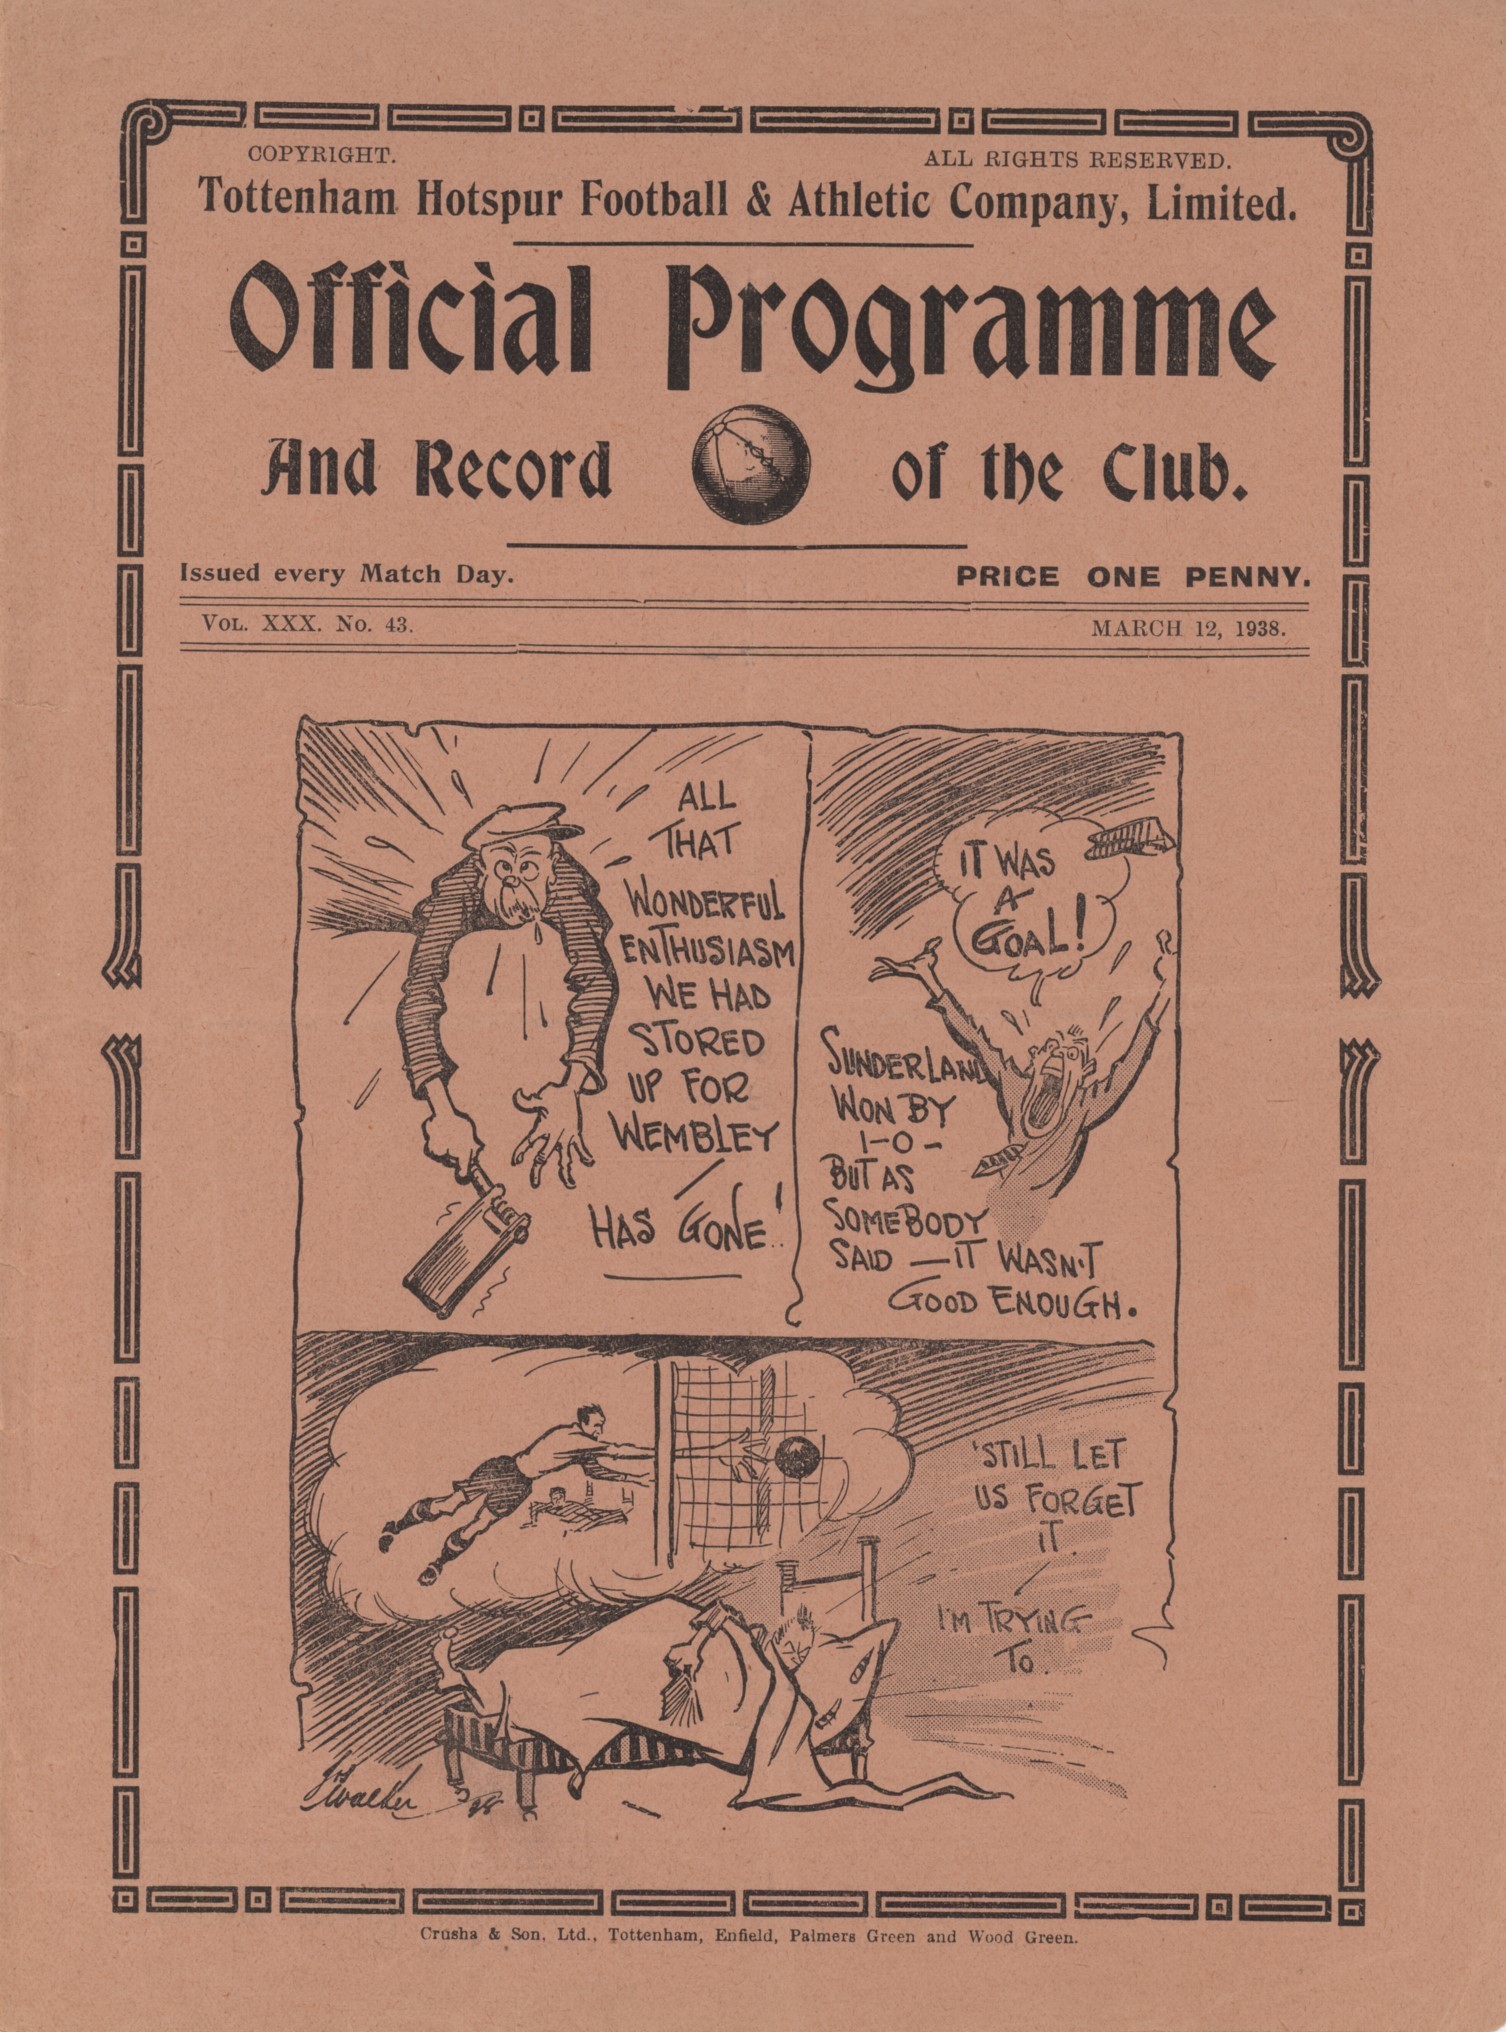 COPYRIGHT.
ALL RIGHTS RESERVED.
Tottenham Hotspur Football & Athletic Company, Limited.
Official Programme
And Record of the Club.
Issued every Match Day.
PRICE ONE PENNY.
VOL. XXX. No. 43.
MARCH 12, 1938.
ALL
THAT
WONDERFUL
ENTHUSIASM
WE HAD
STORED
UP FOR
WEMBLEY
HAS GONE..!
IT WAS
A
GOAL!
SUNDERLAND
WON BY
1-0 -
BUT AS
SOMEBODY
SAID — IT WASN'T
GOOD ENOUGH.
'STILL LET
US FORGET
IT.
I'M TRYING
TO.
Walker 38
Crusha & Son, Ltd., Tottenham, Enfield, Palmers Green and Wood Green.